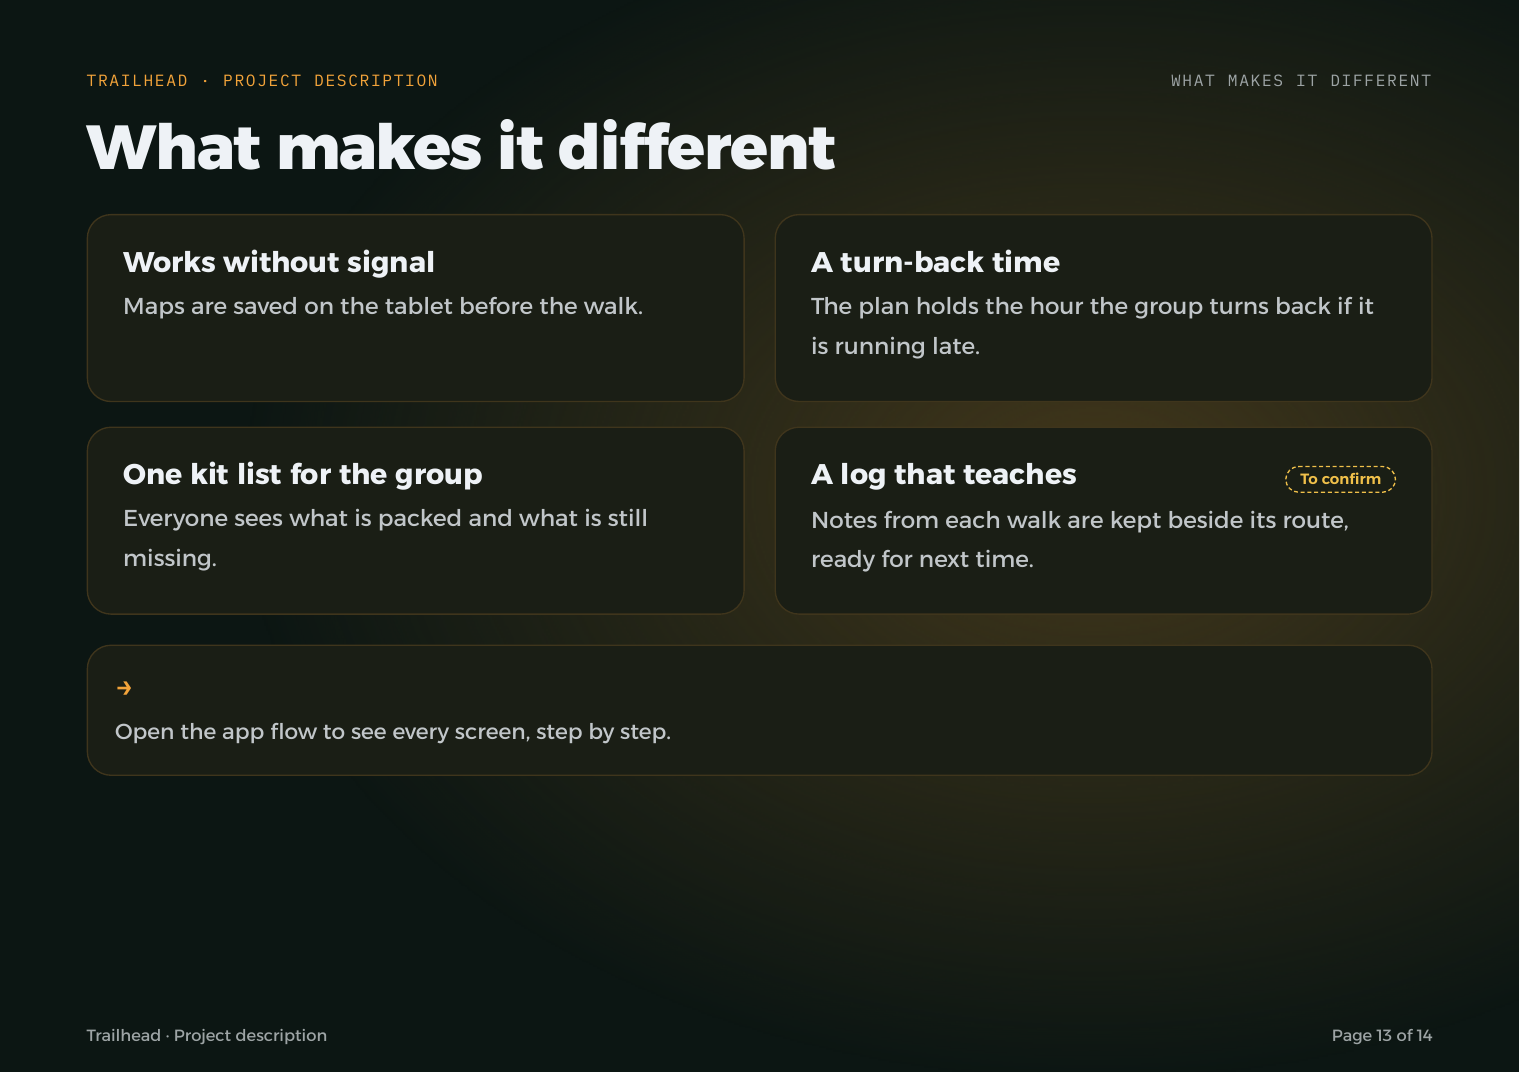 TRAILHEAD · PROJECT DESCRIPTION
WHAT MAKES IT DIFFERENT
What makes it different
Works without signal
Maps are saved on the tablet before the walk.
A turn-back time
The plan holds the hour the group turns back if it
is running late.
One kit list for the group
Everyone sees what is packed and what is still
missing.
A log that teaches
To confirm
Notes from each walk are kept beside its route,
ready for next time.
→
Open the app flow to see every screen, step by step.
Trailhead · Project description
Page 13 of 14